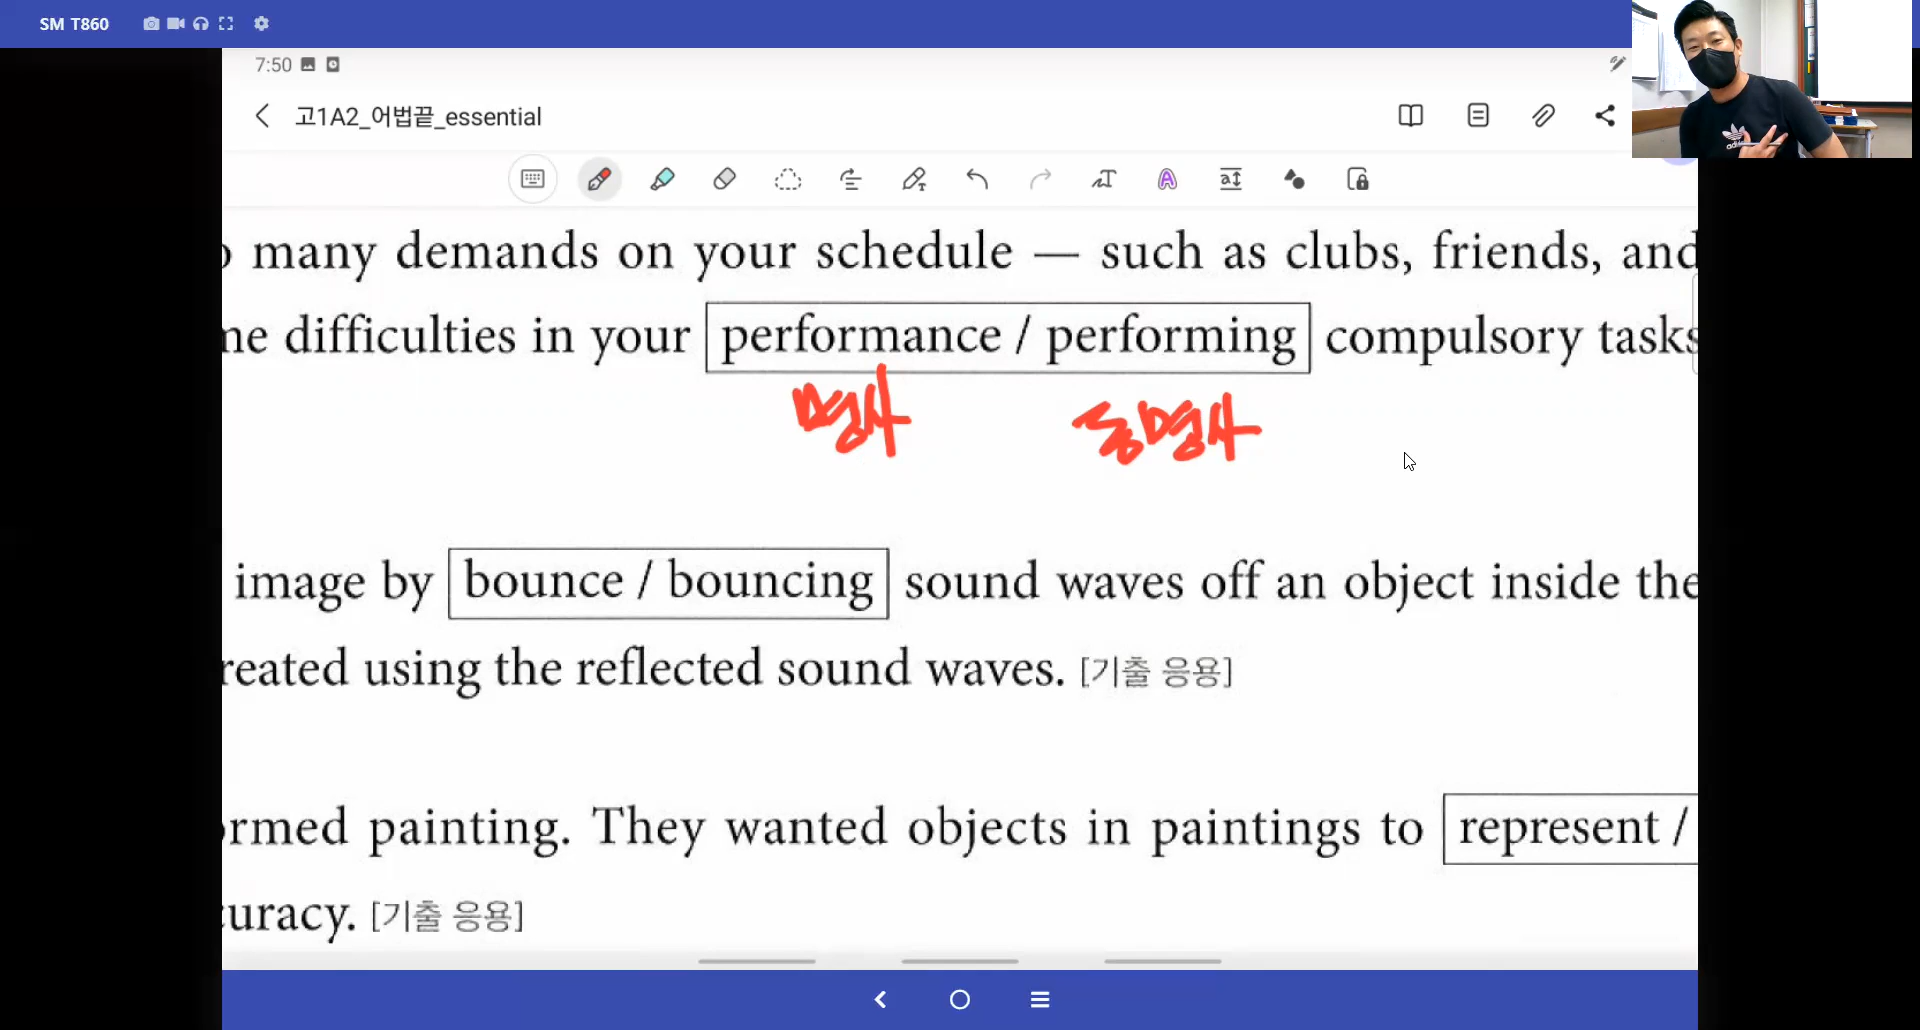 SM T860
7:50
고1A2_어법끝_essential
many demands on your schedule — such as clubs, friends, and
difficulties in your performance / performing compulsory tasks
명사 동명사
image by bounce / bouncing sound waves off an object inside the
reated using the reflected sound waves. [기출 응용]
ormed painting. They wanted objects in paintings to represent /
curacy. [기출 응용]